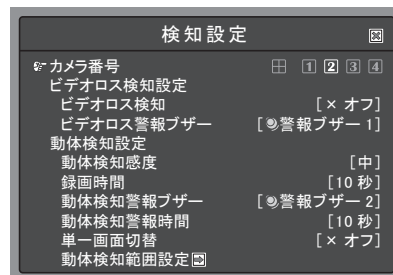 検知設定
カメラ番号 1 2 3 4
ビデオロス検知設定
ビデオロス検知 [× オフ]
ビデオロス警報ブザー [警報ブザー 1]
動体検知設定
動体検知感度 [中]
録画時間 [10 秒]
動体検知警報ブザー [警報ブザー 2]
動体検知警報時間 [10 秒]
単一画面切替 [× オフ]
動体検知範囲設定